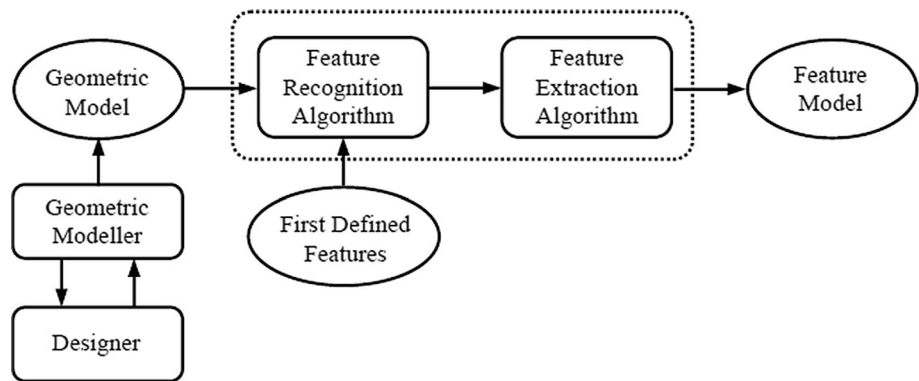 Geometric
Model
Feature
Recognition
Algorithm
Feature
Extraction
Algorithm
Feature
Model
Geometric
Modeller
First Defined
Features
Designer